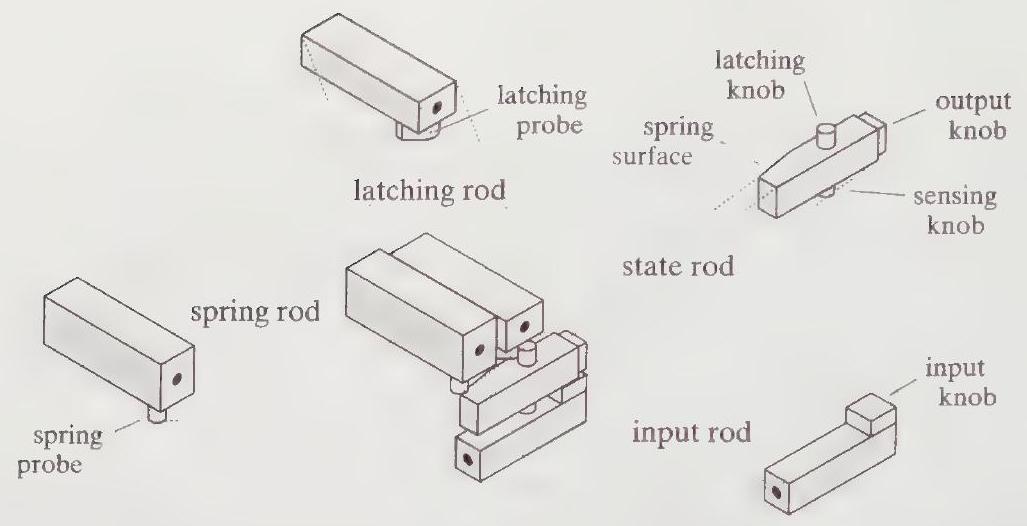 latching
probe
latching rod
latching
knob
spring
surface
output
knob
sensing
knob
state rod
spring rod
spring
probe
input
knob
input rod